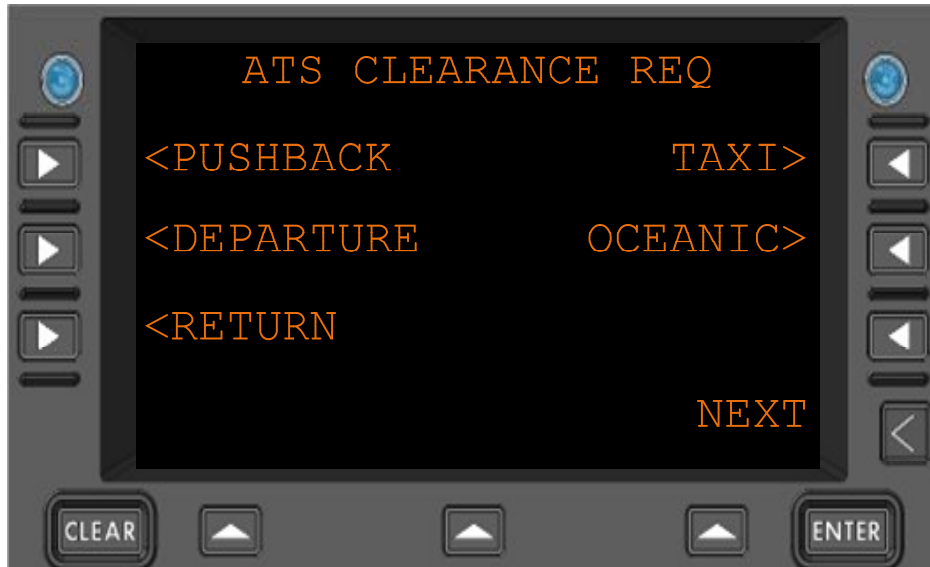 ATS CLEARANCE REQ
<PUSHBACK TAXI>
<DEPARTURE OCEANIC>
<RETURN
NEXT
CLEAR ENTER